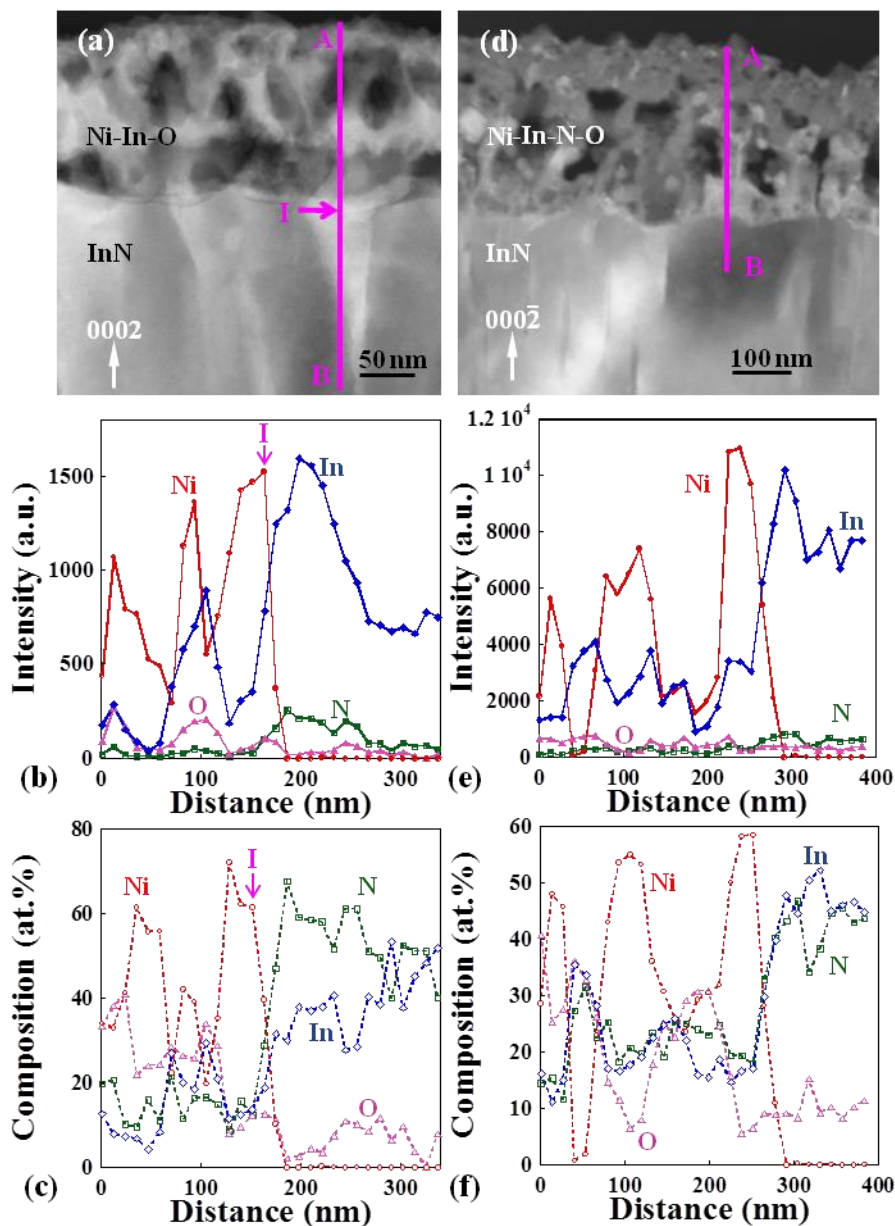 (a)
A
Ni-In-O
I
InN
0002
B
50 nm
(d)
A
Ni-In-N-O
InN
B
0002̄
100 nm
Intensity (a.u.)
1500
1000
500
0
Ni
I
In
O
N
0 100 200 300
(b) Distance (nm)
Intensity (a.u.)
1.2 10⁴
1 10⁴
8000
6000
4000
2000
0
Ni
In
O
N
0 100 200 300 400
(e) Distance (nm)
Composition (at.%)
80
60
40
20
0
Ni
I
N
In
O
0 100 200 300
(c) Distance (nm)
Composition (at.%)
60
50
40
30
20
10
0
Ni
In
N
O
0 100 200 300 400
(f) Distance (nm)